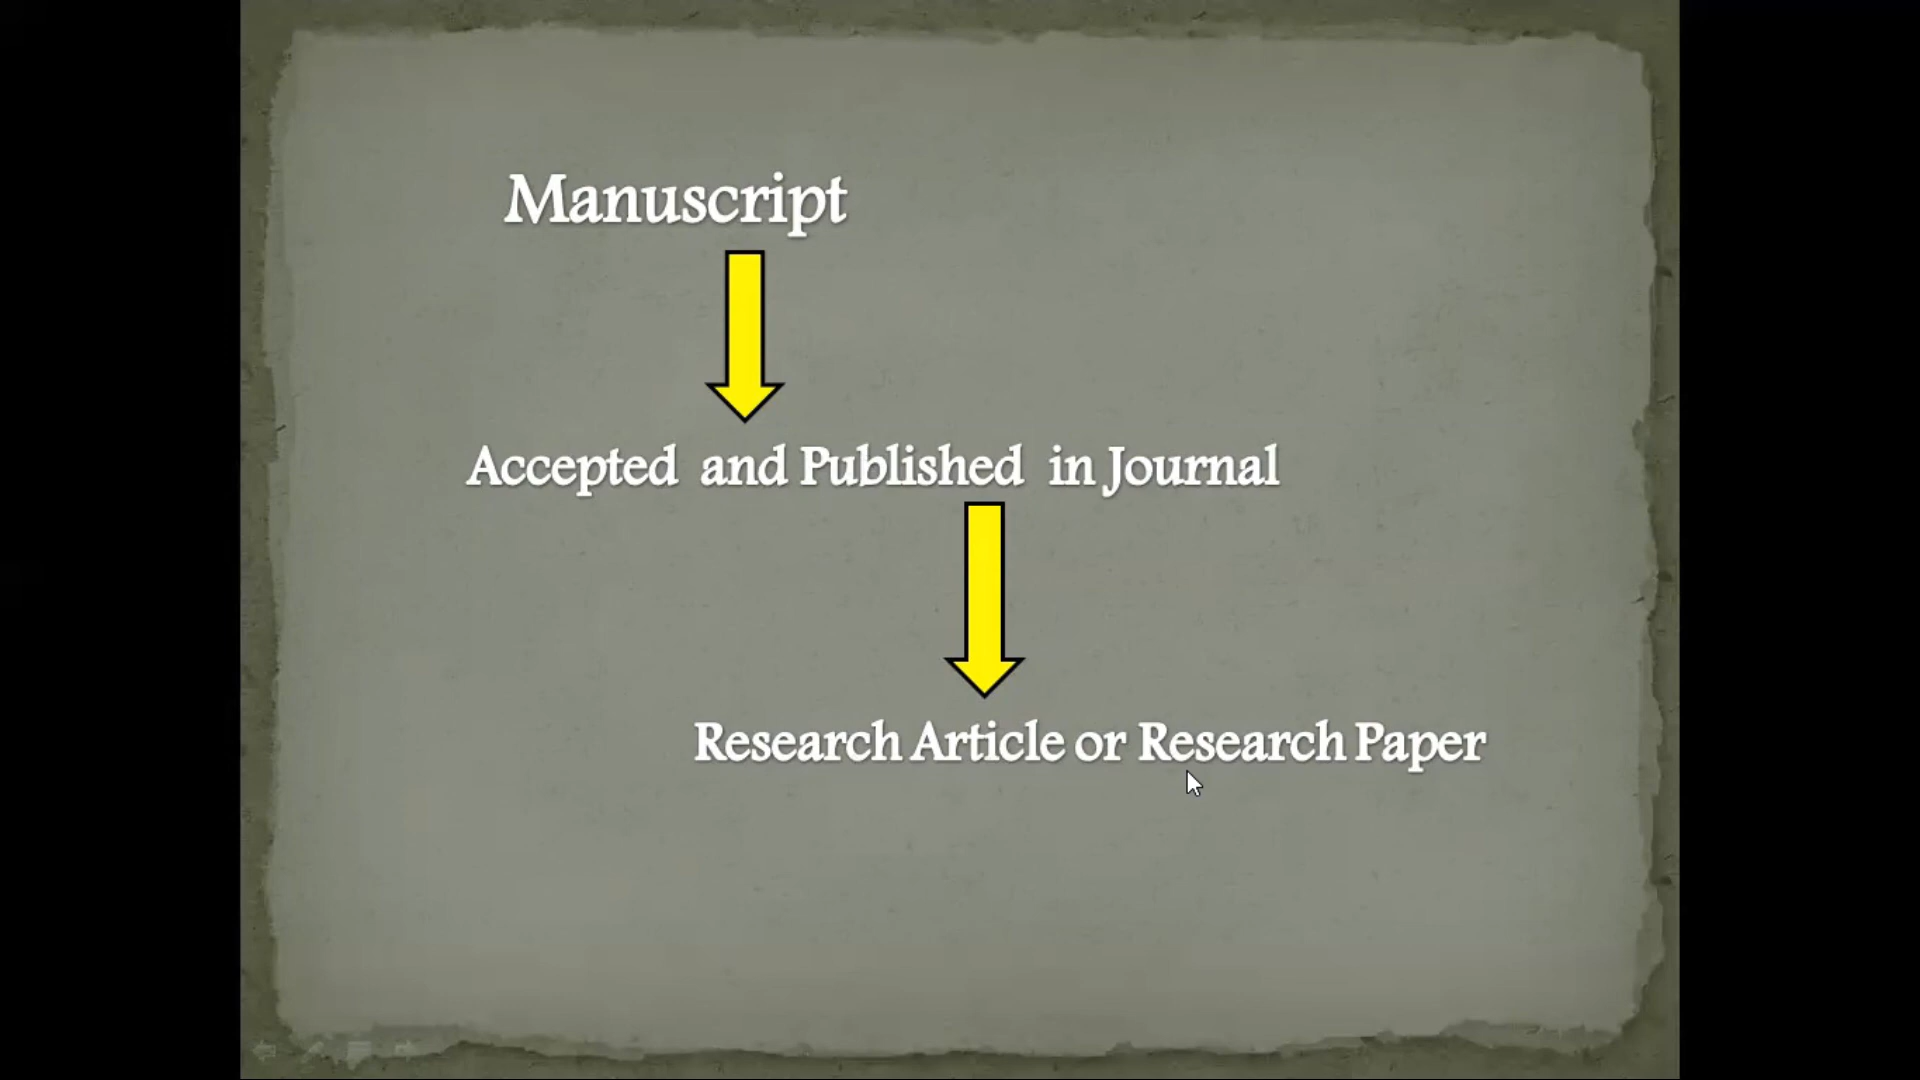 Manuscript
Accepted and Published in Journal
Research Article or Research Paper